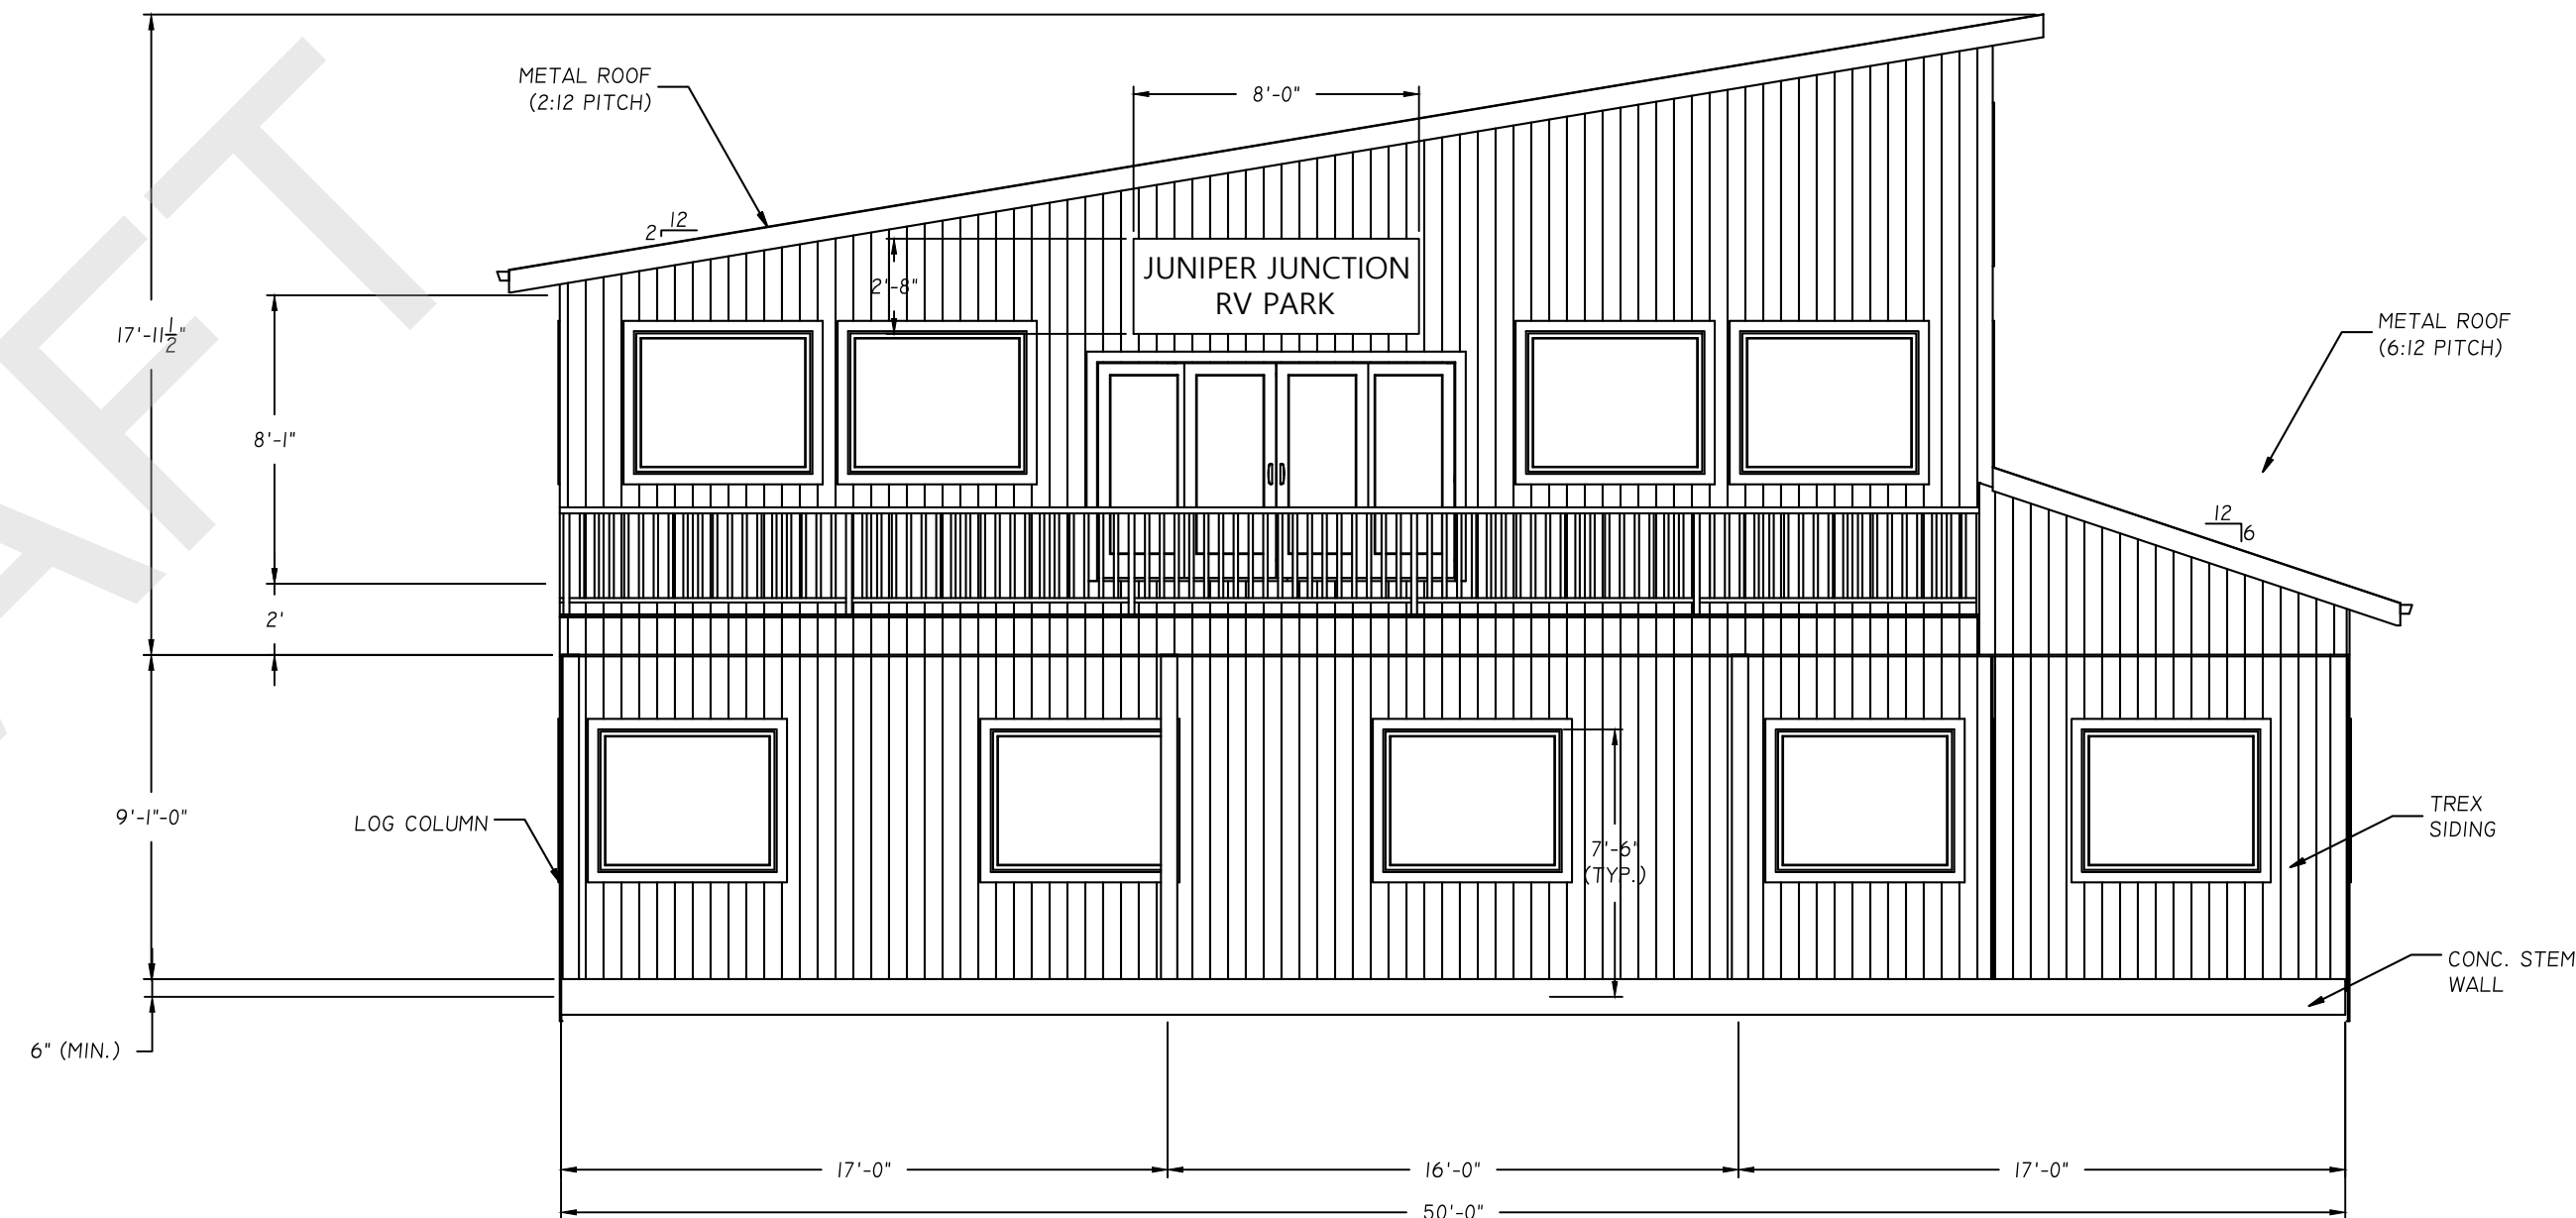 METAL ROOF
(2:12 PITCH)
8'-0"
12
2
JUNIPER JUNCTION
RV PARK
2'-8"
17'-11 1/2"
METAL ROOF
(6:12 PITCH)
8'-1"
12
6
2'
9'-1"-0"
LOG COLUMN
7'-6"
(TYP.)
TREX
SIDING
CONC. STEM
WALL
6" (MIN.)
17'-0"
16'-0"
17'-0"
50'-0"
AFT